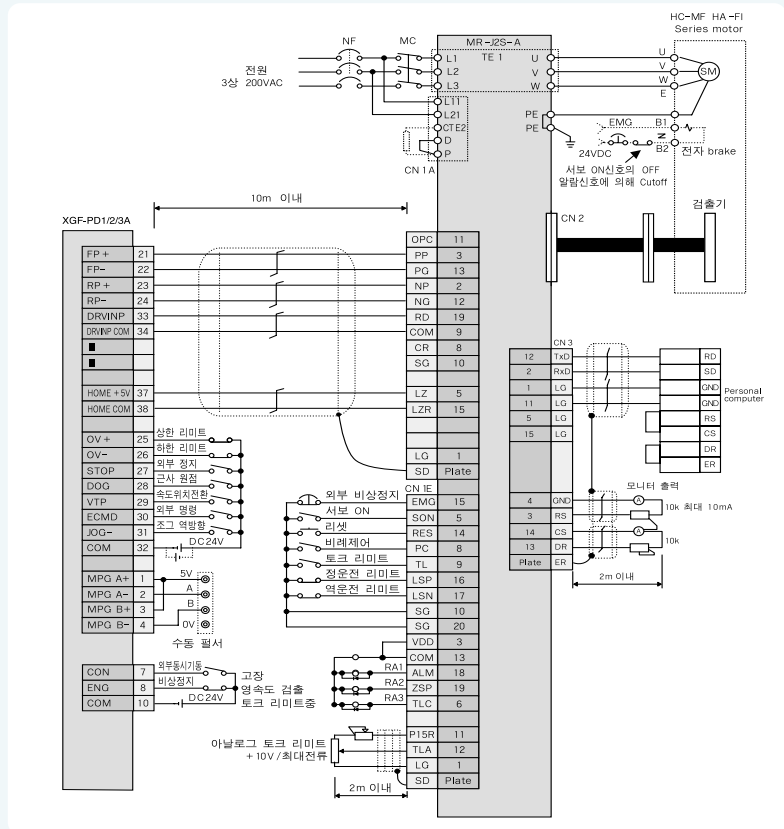 HC-MF HA-FI
Series motor
NF
MC
MR-J2S-A
TE 1
전원
3상 200VAC
L1
L2
L3
L11
L21
CTE2
D
P
CN 1A
U
V
W
PE
PE
U
V
W
E
SM
EMG
B1
B2
24VDC
전자 brake
서보 ON신호의 OFF
알람신호에 의해 Cutoff
CN 2
검출기
10m 이내
XGF-PD1/2/3A
FP + 21
FP- 22
RP + 23
RP- 24
DRVINP 33
DRVINP COM 34
HOME +5V 37
HOME COM 38
OV + 25 상한 리미트
OV- 26 하한 리미트
STOP 27 외부 정지
DOG 28 근사 원점
VTP 29 속도위치전환
ECMD 30 외부 명령
JOG- 31 조그 역방향
COM 32 DC24V
MPG A+ 1 5V
MPG A- 2 A
MPG B+ 3 B
MPG B- 4 0V
수동 펄서
CON 7 외부동시기동
ENG 8 비상정지
COM 10 DC24V
OPC 11
PP 3
PG 13
NP 2
NG 12
RD 19
COM 9
CR 8
SG 10
LZ 5
LZR 15
LG 1
SD Plate
CN 1E
외부 비상정지 EMG 15
서보 ON SON 5
리셋 RES 14
비례제어 PC 8
토크 리미트 TL 9
정운전 리미트 LSP 16
역운전 리미트 LSN 17
SG 10
SG 20
VDD 3
COM 13
고장 RA1 ALM 18
영속도 검출 RA2 ZSP 19
토크 리미트중 RA3 TLC 6
아날로그 토크 리미트
+10V/최대전류
P15R 11
TLA 12
LG 1
SD Plate
2m 이내
CN 3
12 TxD RD
2 RxD SD
1 LG GND
11 LG GND
5 LG RS
15 LG CS
DR
ER
Personal
computer
모니터 출력
4 GND A
3 RS 10k 최대 10mA
14 CS A
13 DR 10k
Plate ER
2m 이내